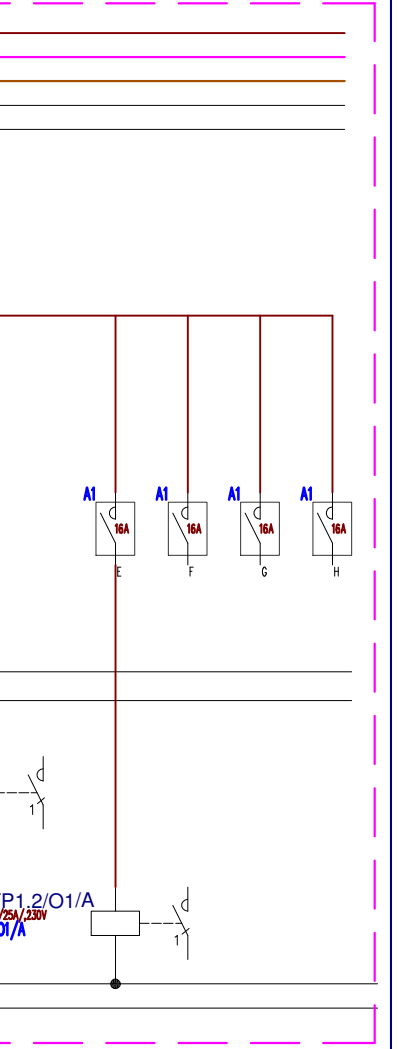 A1 A1 A1 A1
16A 16A 16A 16A
E F G H
1
P1.2/O1/A
/25A/,230V
O1/A
1